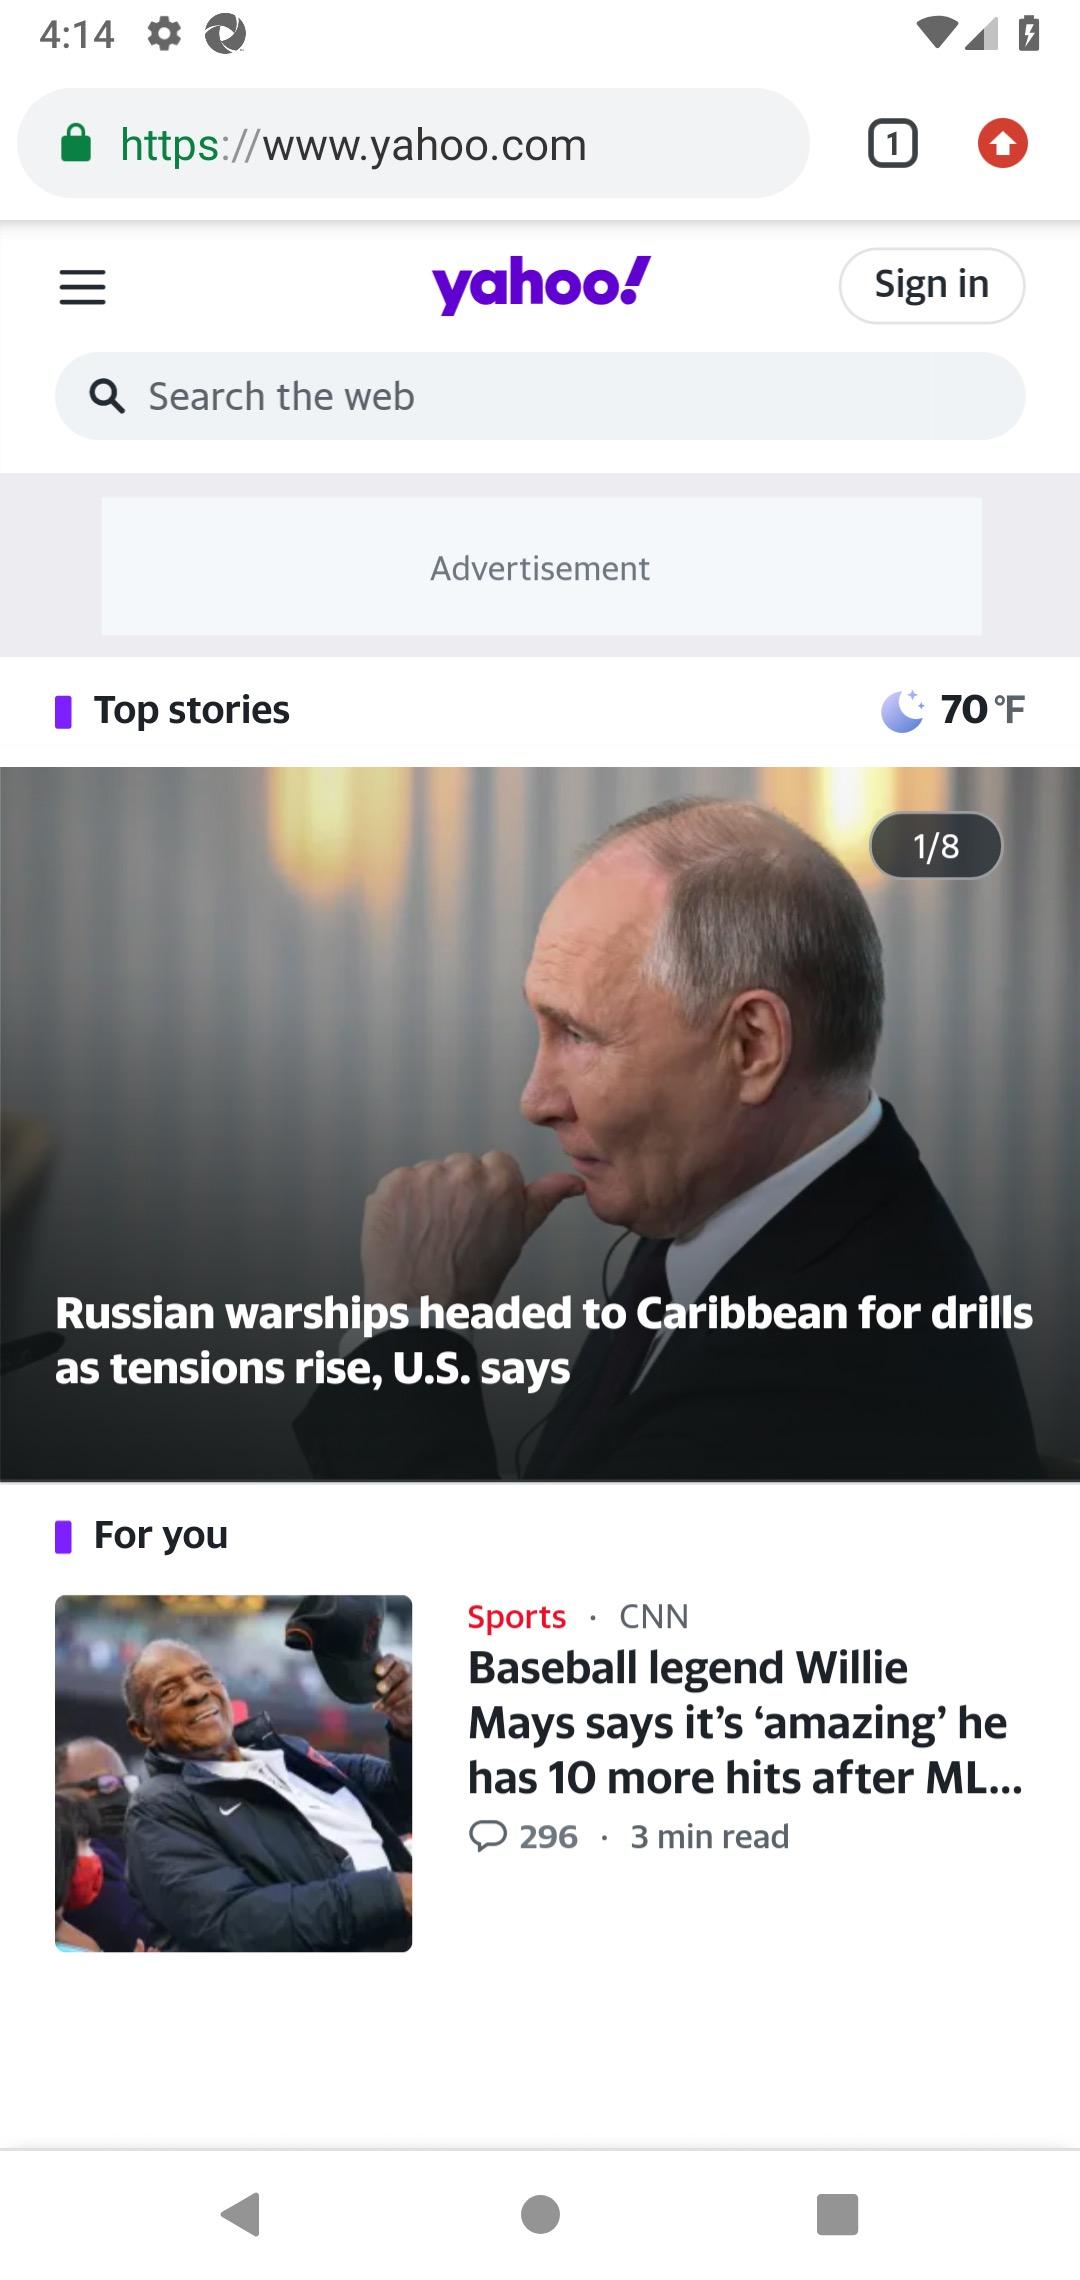 4:14
https://www.yahoo.com
1
yahoo!
Sign in
Search the web
Advertisement
Top stories
70 °F
1/8
Russian warships headed to Caribbean for drills
as tensions rise, U.S. says
For you
Sports · CNN
Baseball legend Willie
Mays says it’s ‘amazing’ he
has 10 more hits after ML...
296 · 3 min read